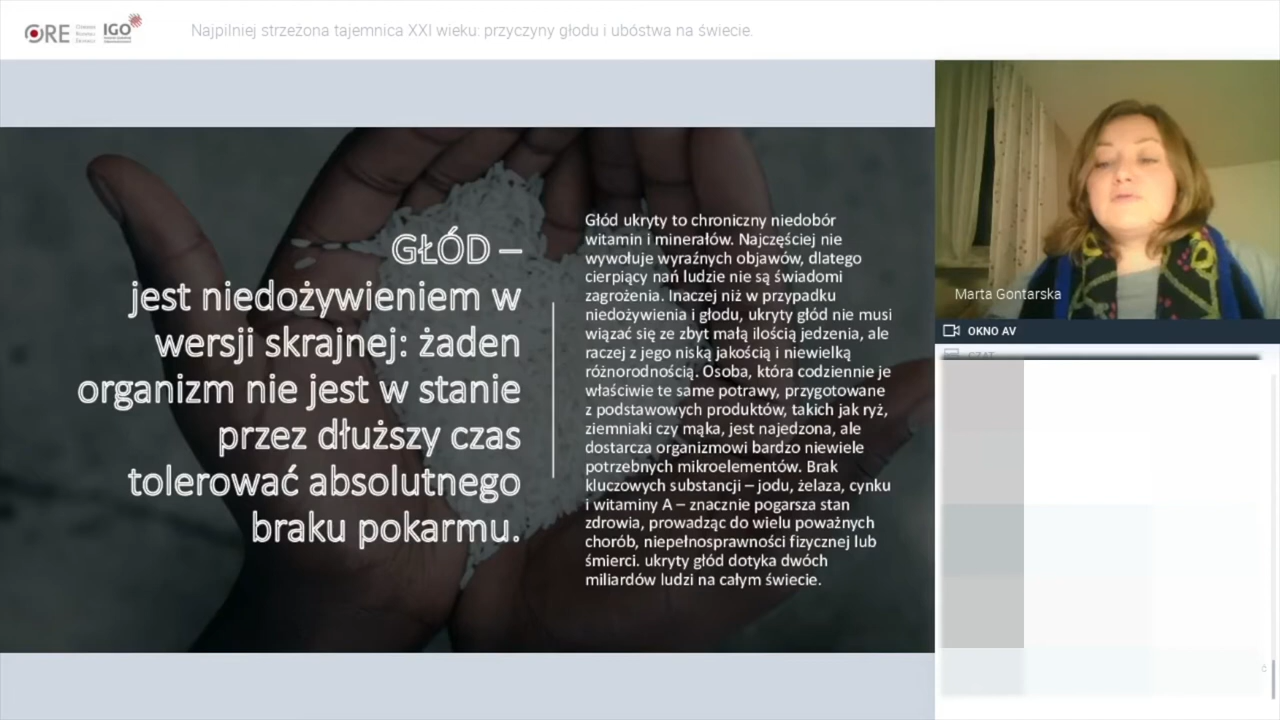 ORE
IGO
Najpilniej strzeżona tajemnica XXI wieku: przyczyny głodu i ubóstwa na świecie.
GŁÓD –
jest niedożywieniem w
wersji skrajnej: żaden
organizm nie jest w stanie
przez dłuższy czas
tolerować absolutnego
braku pokarmu.
Głód ukryty to chroniczny niedobór
witamin i minerałów. Najczęściej nie
wywołuje wyraźnych objawów, dlatego
cierpiący nań ludzie nie są świadomi
zagrożenia. Inaczej niż w przypadku
niedożywienia i głodu, ukryty głód nie musi
wiązać się ze zbyt małą ilością jedzenia, ale
raczej z jego niską jakością i niewielką
różnorodnością. Osoba, która codziennie je
właściwie te same potrawy, przygotowane
z podstawowych produktów, takich jak ryż,
ziemniaki czy mąka, jest najedzona, ale
dostarcza organizmowi bardzo niewiele
potrzebnych mikroelementów. Brak
kluczowych substancji – jodu, żelaza, cynku
i witaminy A – znacznie pogarsza stan
zdrowia, prowadząc do wielu poważnych
chorób, niepełnosprawności fizycznej lub
śmierci. ukryty głód dotyka dwóch
miliardów ludzi na całym świecie.
Marta Gontarska
OKNO AV